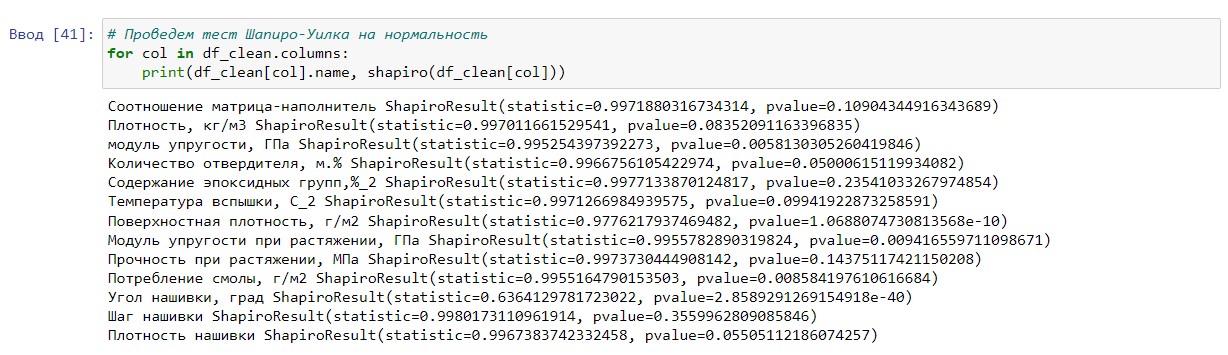 Ввод [41]: # Проведем тест Шапиро-Уилка на нормальность
for col in df_clean.columns:
    print(df_clean[col].name, shapiro(df_clean[col]))
Соотношение матрица-наполнитель ShapiroResult(statistic=0.9971880316734314, pvalue=0.10904344916343689)
Плотность, кг/м3 ShapiroResult(statistic=0.997011661529541, pvalue=0.08352091163396835)
модуль упругости, ГПа ShapiroResult(statistic=0.995254397392273, pvalue=0.0058130305260419846)
Количество отвердителя, м.% ShapiroResult(statistic=0.9966756105422974, pvalue=0.05000615119934082)
Содержание эпоксидных групп,%_2 ShapiroResult(statistic=0.9977133870124817, pvalue=0.23541033267974854)
Температура вспышки, С_2 ShapiroResult(statistic=0.9971266984939575, pvalue=0.09941922873258591)
Поверхностная плотность, г/м2 ShapiroResult(statistic=0.9776217937469482, pvalue=1.0688074730813568e-10)
Модуль упругости при растяжении, ГПа ShapiroResult(statistic=0.9955782890319824, pvalue=0.009416559711098671)
Прочность при растяжении, МПа ShapiroResult(statistic=0.9973730444908142, pvalue=0.14375117421150208)
Потребление смолы, г/м2 ShapiroResult(statistic=0.9955164790153503, pvalue=0.008584197610616684)
Угол нашивки, град ShapiroResult(statistic=0.6364129781723022, pvalue=2.8589291269154918e-40)
Шаг нашивки ShapiroResult(statistic=0.9980173110961914, pvalue=0.3559962809085846)
Плотность нашивки ShapiroResult(statistic=0.9967383742332458, pvalue=0.05505112186074257)